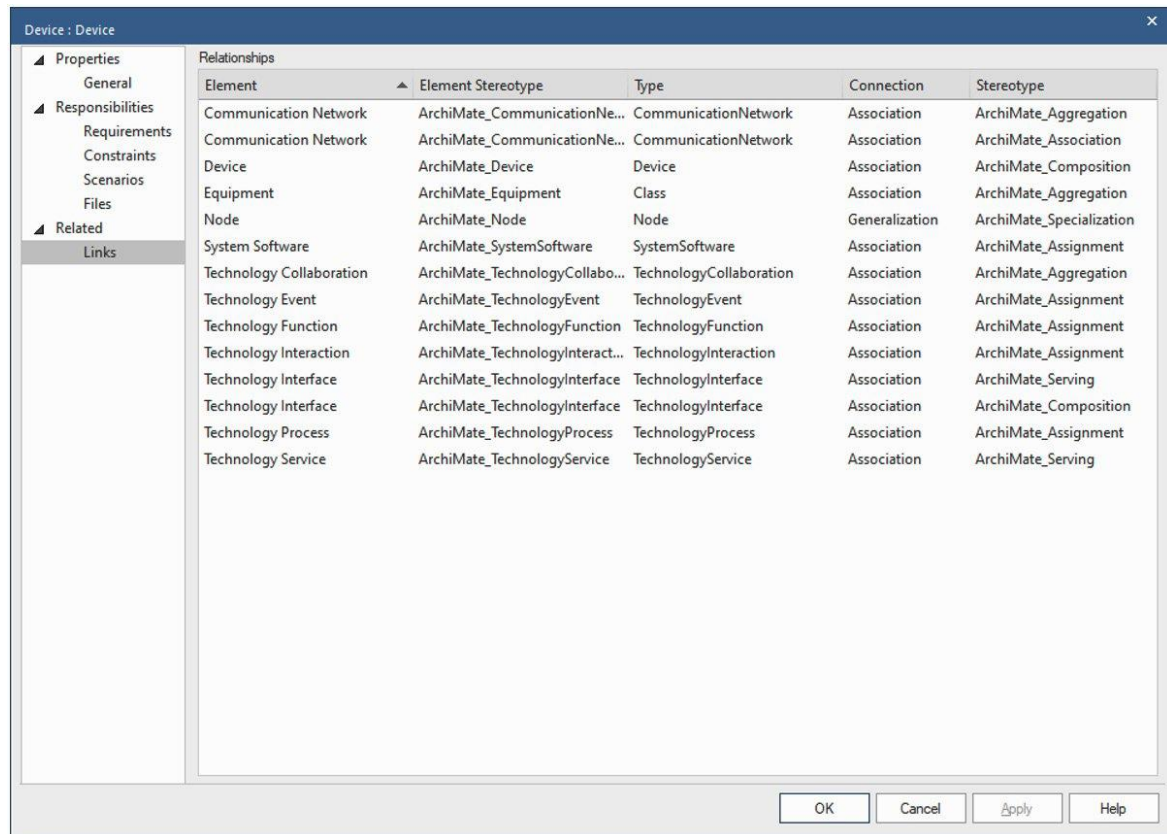 Device : Device
Properties
General
Responsibilities
Requirements
Constraints
Scenarios
Files
Related
Links
Relationships
Element Element Stereotype Type Connection Stereotype
Communication Network ArchiMate_CommunicationNe... CommunicationNetwork Association ArchiMate_Aggregation
Communication Network ArchiMate_CommunicationNe... CommunicationNetwork Association ArchiMate_Association
Device ArchiMate_Device Device Association ArchiMate_Composition
Equipment ArchiMate_Equipment Class Association ArchiMate_Aggregation
Node ArchiMate_Node Node Generalization ArchiMate_Specialization
System Software ArchiMate_SystemSoftware SystemSoftware Association ArchiMate_Assignment
Technology Collaboration ArchiMate_TechnologyCollabo... TechnologyCollaboration Association ArchiMate_Aggregation
Technology Event ArchiMate_TechnologyEvent TechnologyEvent Association ArchiMate_Assignment
Technology Function ArchiMate_TechnologyFunction TechnologyFunction Association ArchiMate_Assignment
Technology Interaction ArchiMate_TechnologyInteract... TechnologyInteraction Association ArchiMate_Assignment
Technology Interface ArchiMate_TechnologyInterface TechnologyInterface Association ArchiMate_Serving
Technology Interface ArchiMate_TechnologyInterface TechnologyInterface Association ArchiMate_Composition
Technology Process ArchiMate_TechnologyProcess TechnologyProcess Association ArchiMate_Assignment
Technology Service ArchiMate_TechnologyService TechnologyService Association ArchiMate_Serving
OK Cancel Apply Help